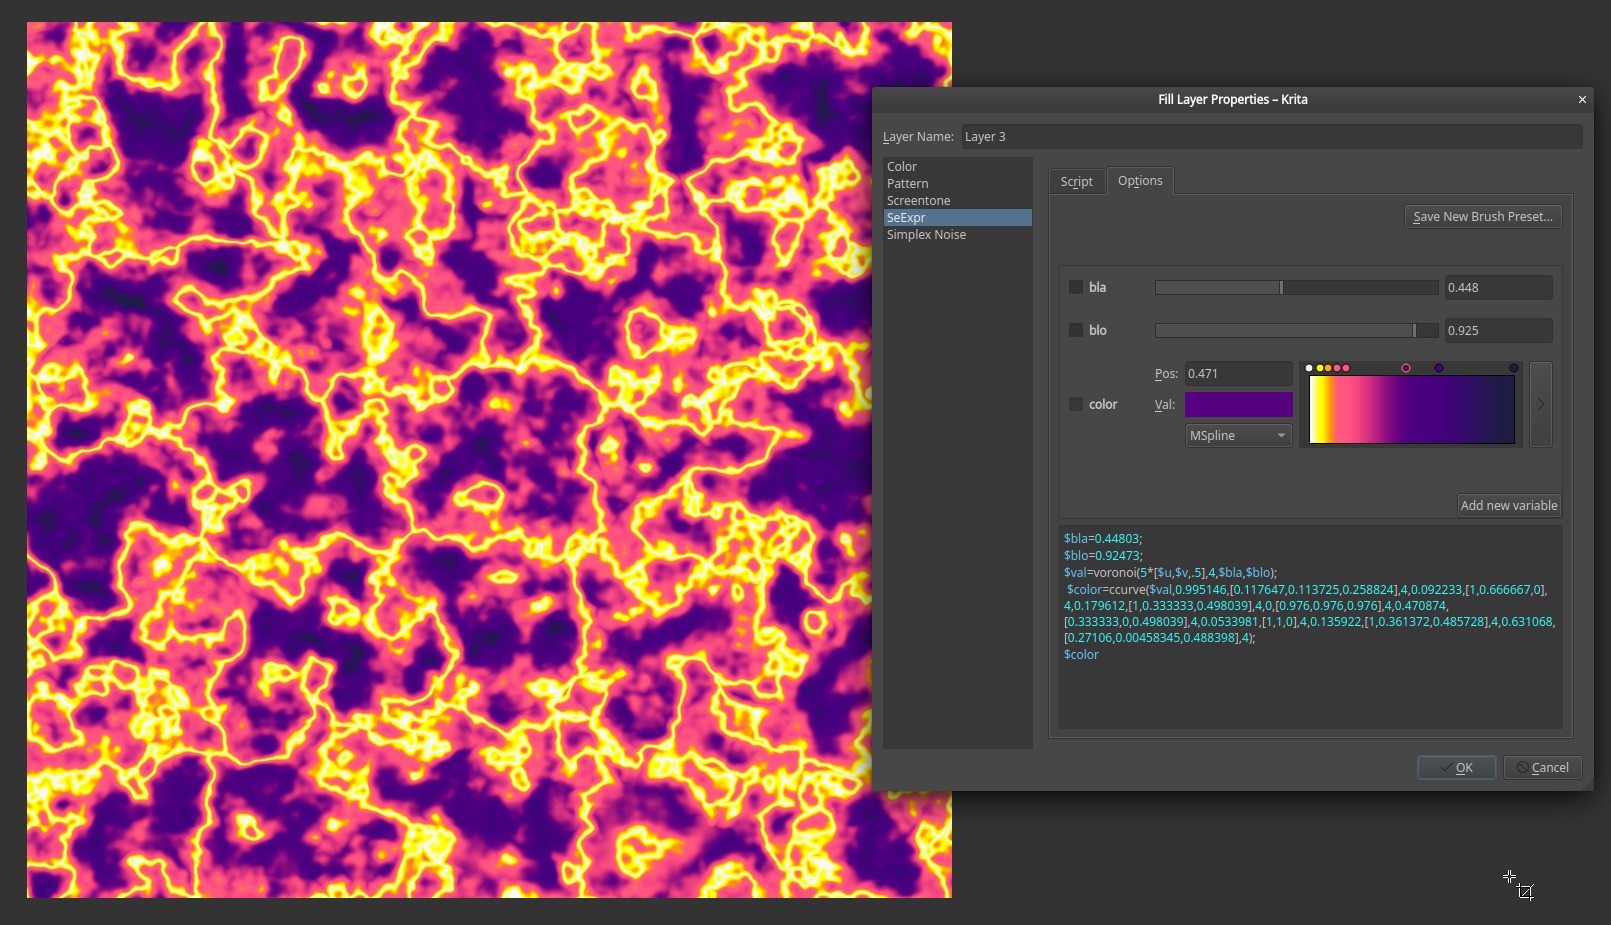 Fill Layer Properties – Krita
Layer Name: Layer 3
Color
Pattern
Screentone
SeExpr
Simplex Noise
Script Options
Save New Brush Preset...
bla 0.448
blo 0.925
Pos: 0.471
color Val:
MSpline
Add new variable
$bla=0.44803;
$blo=0.92473;
$val=voronoi(5*[$u,$v,.5],4,$bla,$blo);
$color=ccurve($val,0.995146,[0.117647,0.113725,0.258824],4,0.092233,[1,0.666667,0],
4,0.179612,[1,0.333333,0.498039],4,0,[0.976,0.976,0.976],4,0.470874,
[0.333333,0,0.498039],4,0.0533981,[1,1,0],4,0.135922,[1,0.361372,0.485728],4,0.631068,
[0.27106,0.00458345,0.488398],4);
$color
OK Cancel